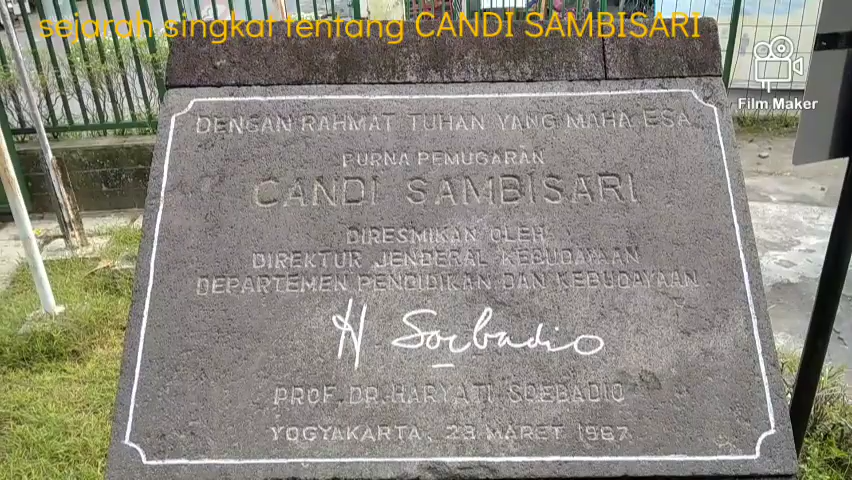 sejarah singkat tentang CANDI SAMBISARI
Film Maker
DENGAN RAHMAT TUHAN YANG MAHA ESA
PURNA PEMUGARAN
CANDI SAMBISARI
DIRESMIKAN OLEH
DIREKTUR JENDERAL KEBUDAYAAN
DEPARTEMEN PENDIDIKAN DAN KEBUDAYAAN
H Soebadio
PROF. DR. HARYATI SOEBADIO
YOGYAKARTA, 23 MARET 1987